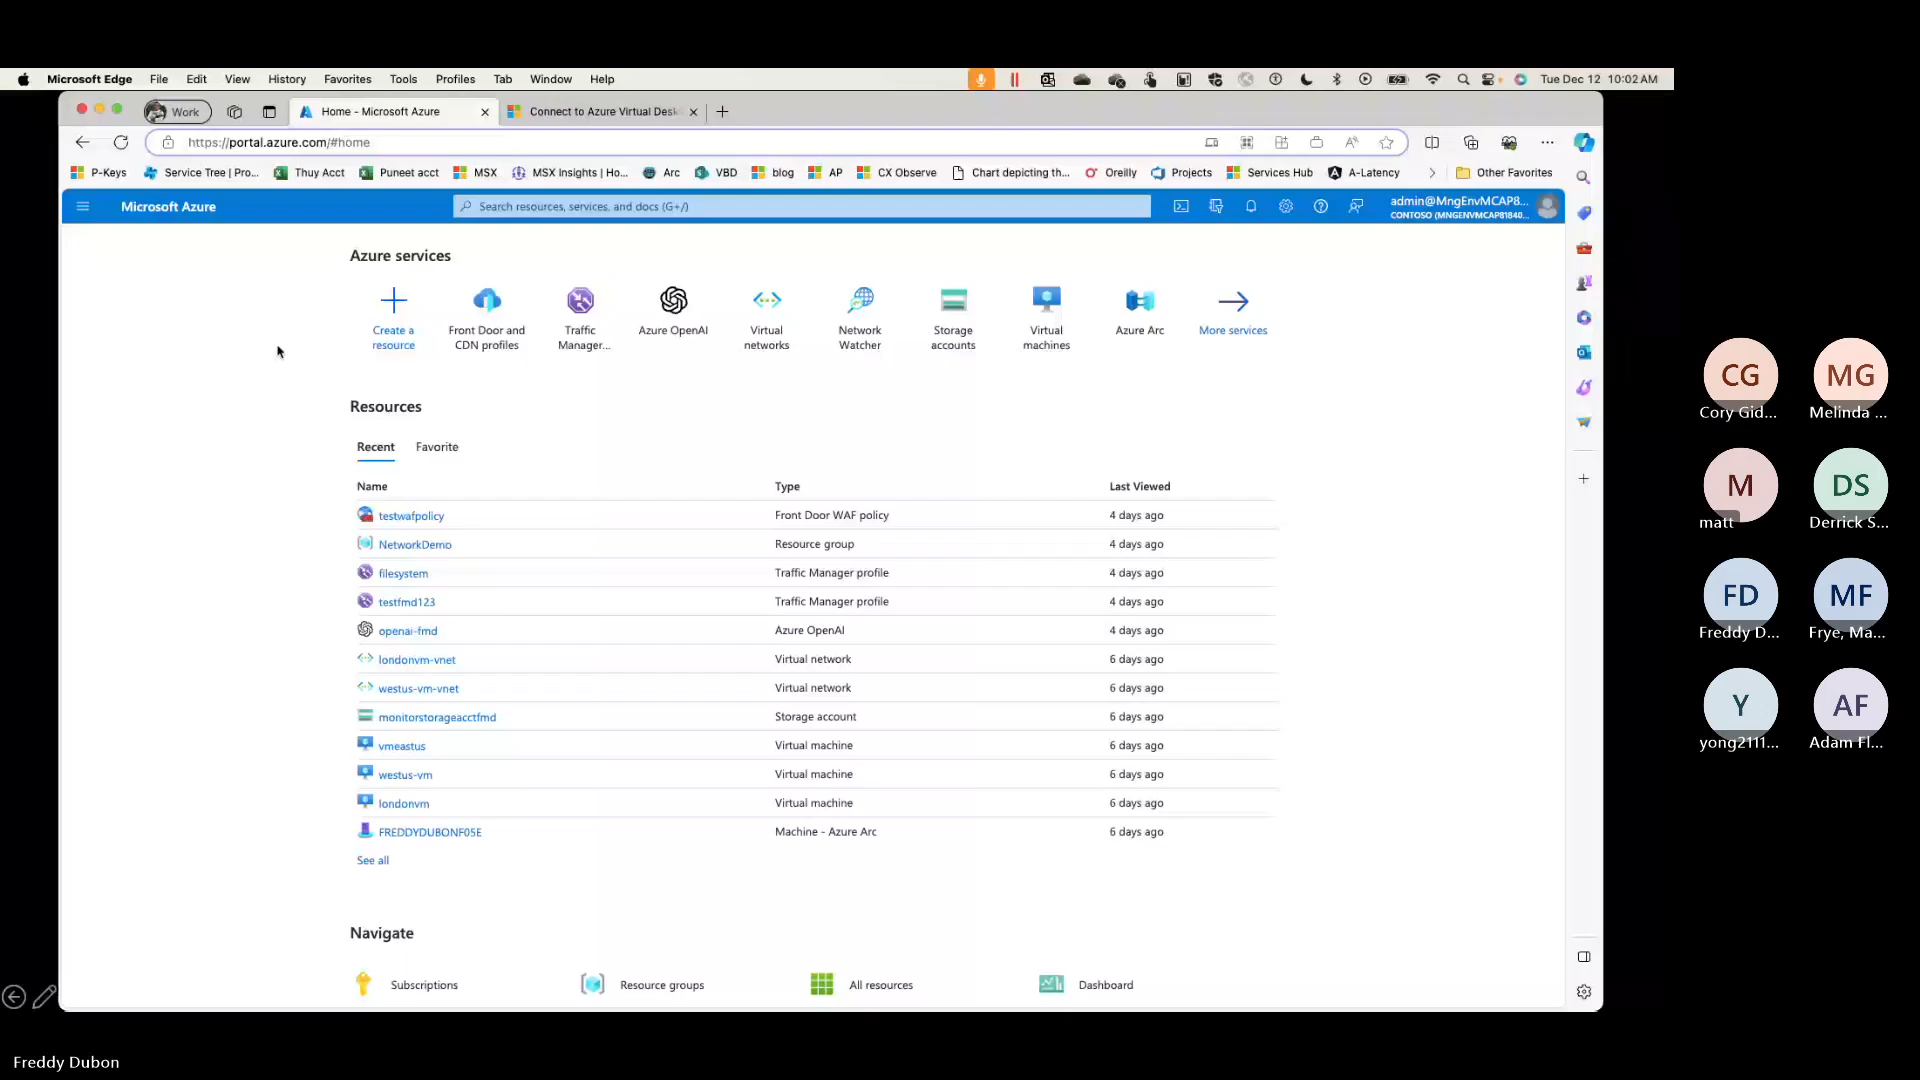 Microsoft Edge File Edit View History Favorites Tools Profiles Tab Window Help Tue Dec 12 10:02 AM
Work Home - Microsoft Azure Connect to Azure Virtual Desk
https://portal.azure.com/#home
P-Keys Service Tree | Pro... Thuy Acct Puneet acct MSX MSX Insights | Ho... Arc VBD blog AP CX Observe Chart depicting th... Oreilly Projects Services Hub A-Latency Other Favorites
Microsoft Azure Search resources, services, and docs (G+/) admin@MngEnvMCAP8...
CONTOSO (MNGENVMCAP81840...
Azure services
Create a resource
Front Door and CDN profiles
Traffic Manager...
Azure OpenAI
Virtual networks
Network Watcher
Storage accounts
Virtual machines
Azure Arc
More services
Resources
Recent Favorite
Name Type Last Viewed
testwafpolicy Front Door WAF policy 4 days ago
NetworkDemo Resource group 4 days ago
filesystem Traffic Manager profile 4 days ago
testfmd123 Traffic Manager profile 4 days ago
openai-fmd Azure OpenAI 4 days ago
londonvm-vnet Virtual network 6 days ago
westus-vm-vnet Virtual network 6 days ago
monitorstorageacctfmd Storage account 6 days ago
vmeastus Virtual machine 6 days ago
westus-vm Virtual machine 6 days ago
londonvm Virtual machine 6 days ago
FREDDYDUBONF05E Machine - Azure Arc 6 days ago
See all
Navigate
Subscriptions Resource groups All resources Dashboard
CG MG
Cory Gid... Melinda ...
M DS
matt Derrick S...
FD MF
Freddy D... Frye, Ma...
Y AF
yong2111... Adam Fl...
Freddy Dubon